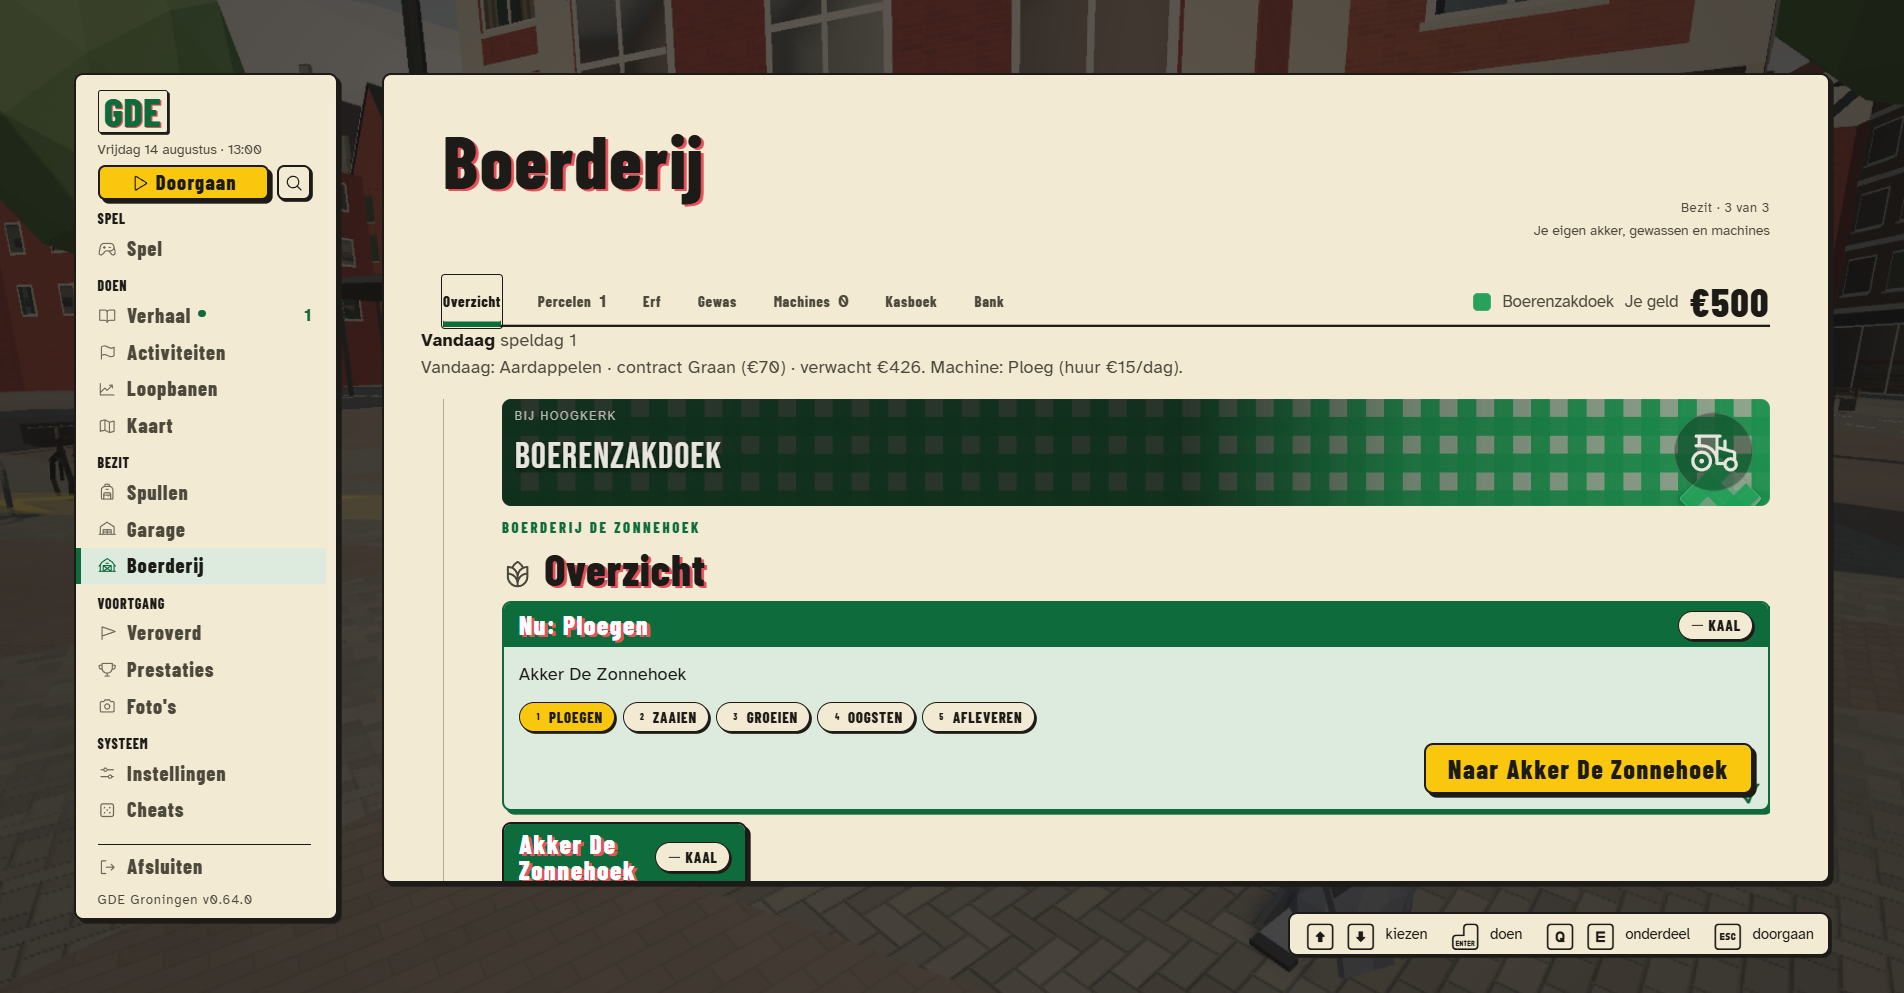 GDE
Vrijdag 14 augustus · 13:00
Doorgaan
SPEL
Spel
DOEN
Verhaal 1
Activiteiten
Loopbanen
Kaart
BEZIT
Spullen
Garage
Boerderij
VOORTGANG
Veroverd
Prestaties
Foto's
SYSTEEM
Instellingen
Cheats
Afsluiten
GDE Groningen v0.64.0
Boerderij
Bezit · 3 van 3
Je eigen akker, gewassen en machines
Overzicht Percelen 1 Erf Gewas Machines 0 Kasboek Bank
Boerenzakdoek Je geld €500
Vandaag speldag 1
Vandaag: Aardappelen · contract Graan (€70) · verwacht €426. Machine: Ploeg (huur €15/dag).
BIJ HOOGKERK
BOERENZAKDOEK
BOERDERIJ DE ZONNEHOEK
Overzicht
Nu: Ploegen
— KAAL
Akker De Zonnehoek
1 PLOEGEN 2 ZAAIEN 3 GROEIEN 4 OOGSTEN 5 AFLEVEREN
Naar Akker De Zonnehoek
Akker De
Zonnehoek
— KAAL
kiezen ENTER doen Q E onderdeel ESC doorgaan